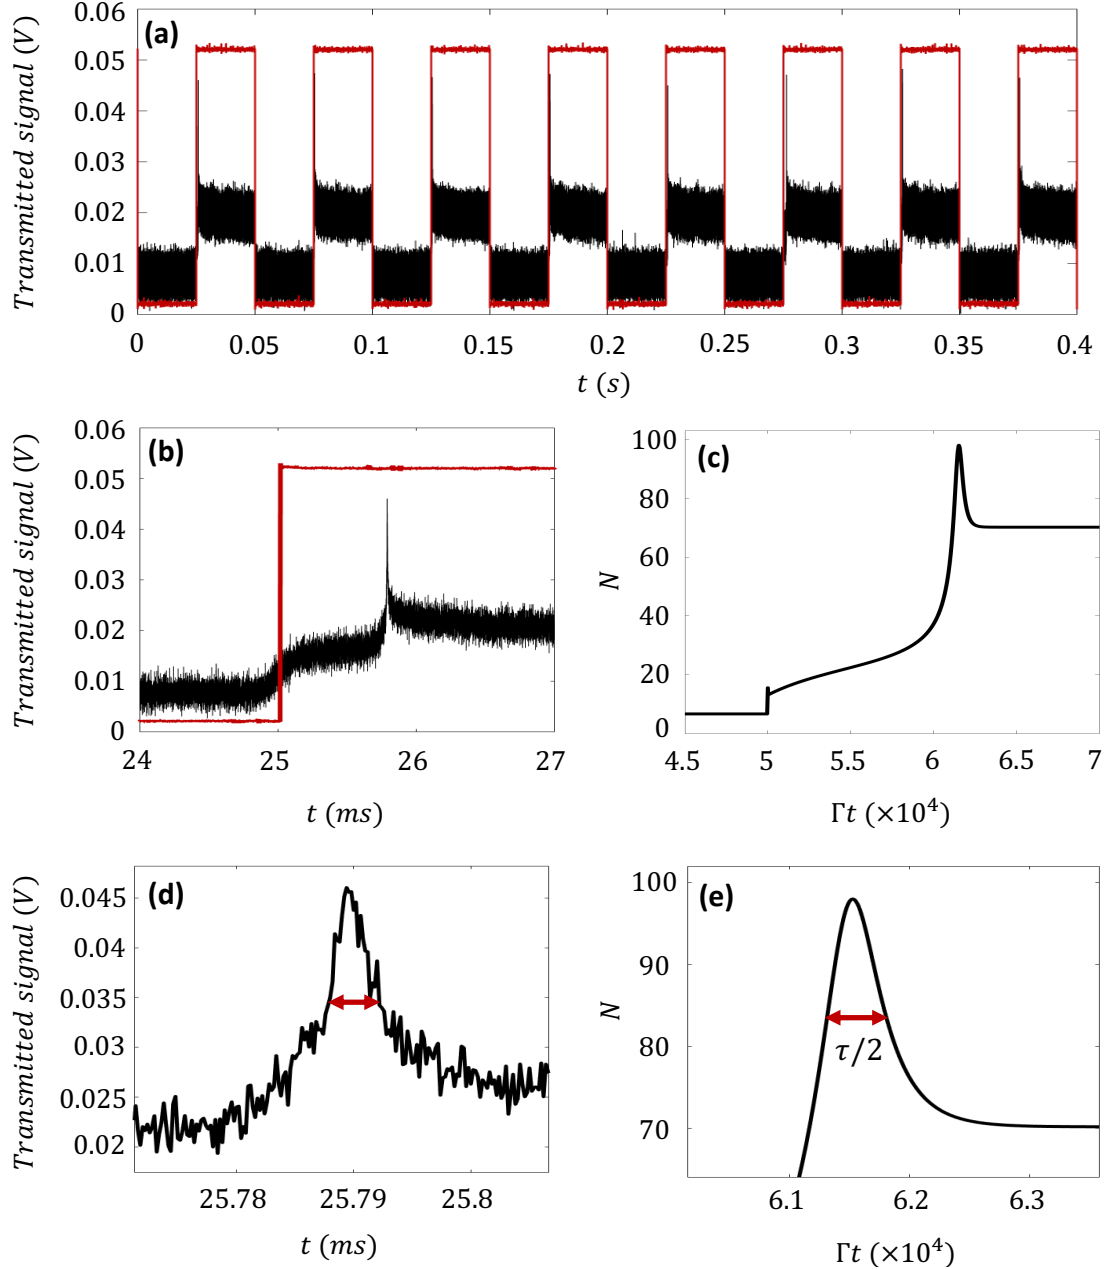 (a)
Transmitted signal (V)
0.06
0.05
0.04
0.03
0.02
0.01
0
0 0.05 0.1 0.15 0.2 0.25 0.3 0.35 0.4
t (s)
(b)
Transmitted signal (V)
0.06
0.05
0.04
0.03
0.02
0.01
0
24 25 26 27
t (ms)
(c)
N
100
80
60
40
20
0
4.5 5 5.5 6 6.5 7
Γt (×10⁴)
(d)
Transmitted signal (V)
0.045
0.04
0.035
0.03
0.025
0.02
25.78 25.79 25.8
t (ms)
(e)
N
100
90
80
70
τ/2
6.1 6.2 6.3
Γt (×10⁴)